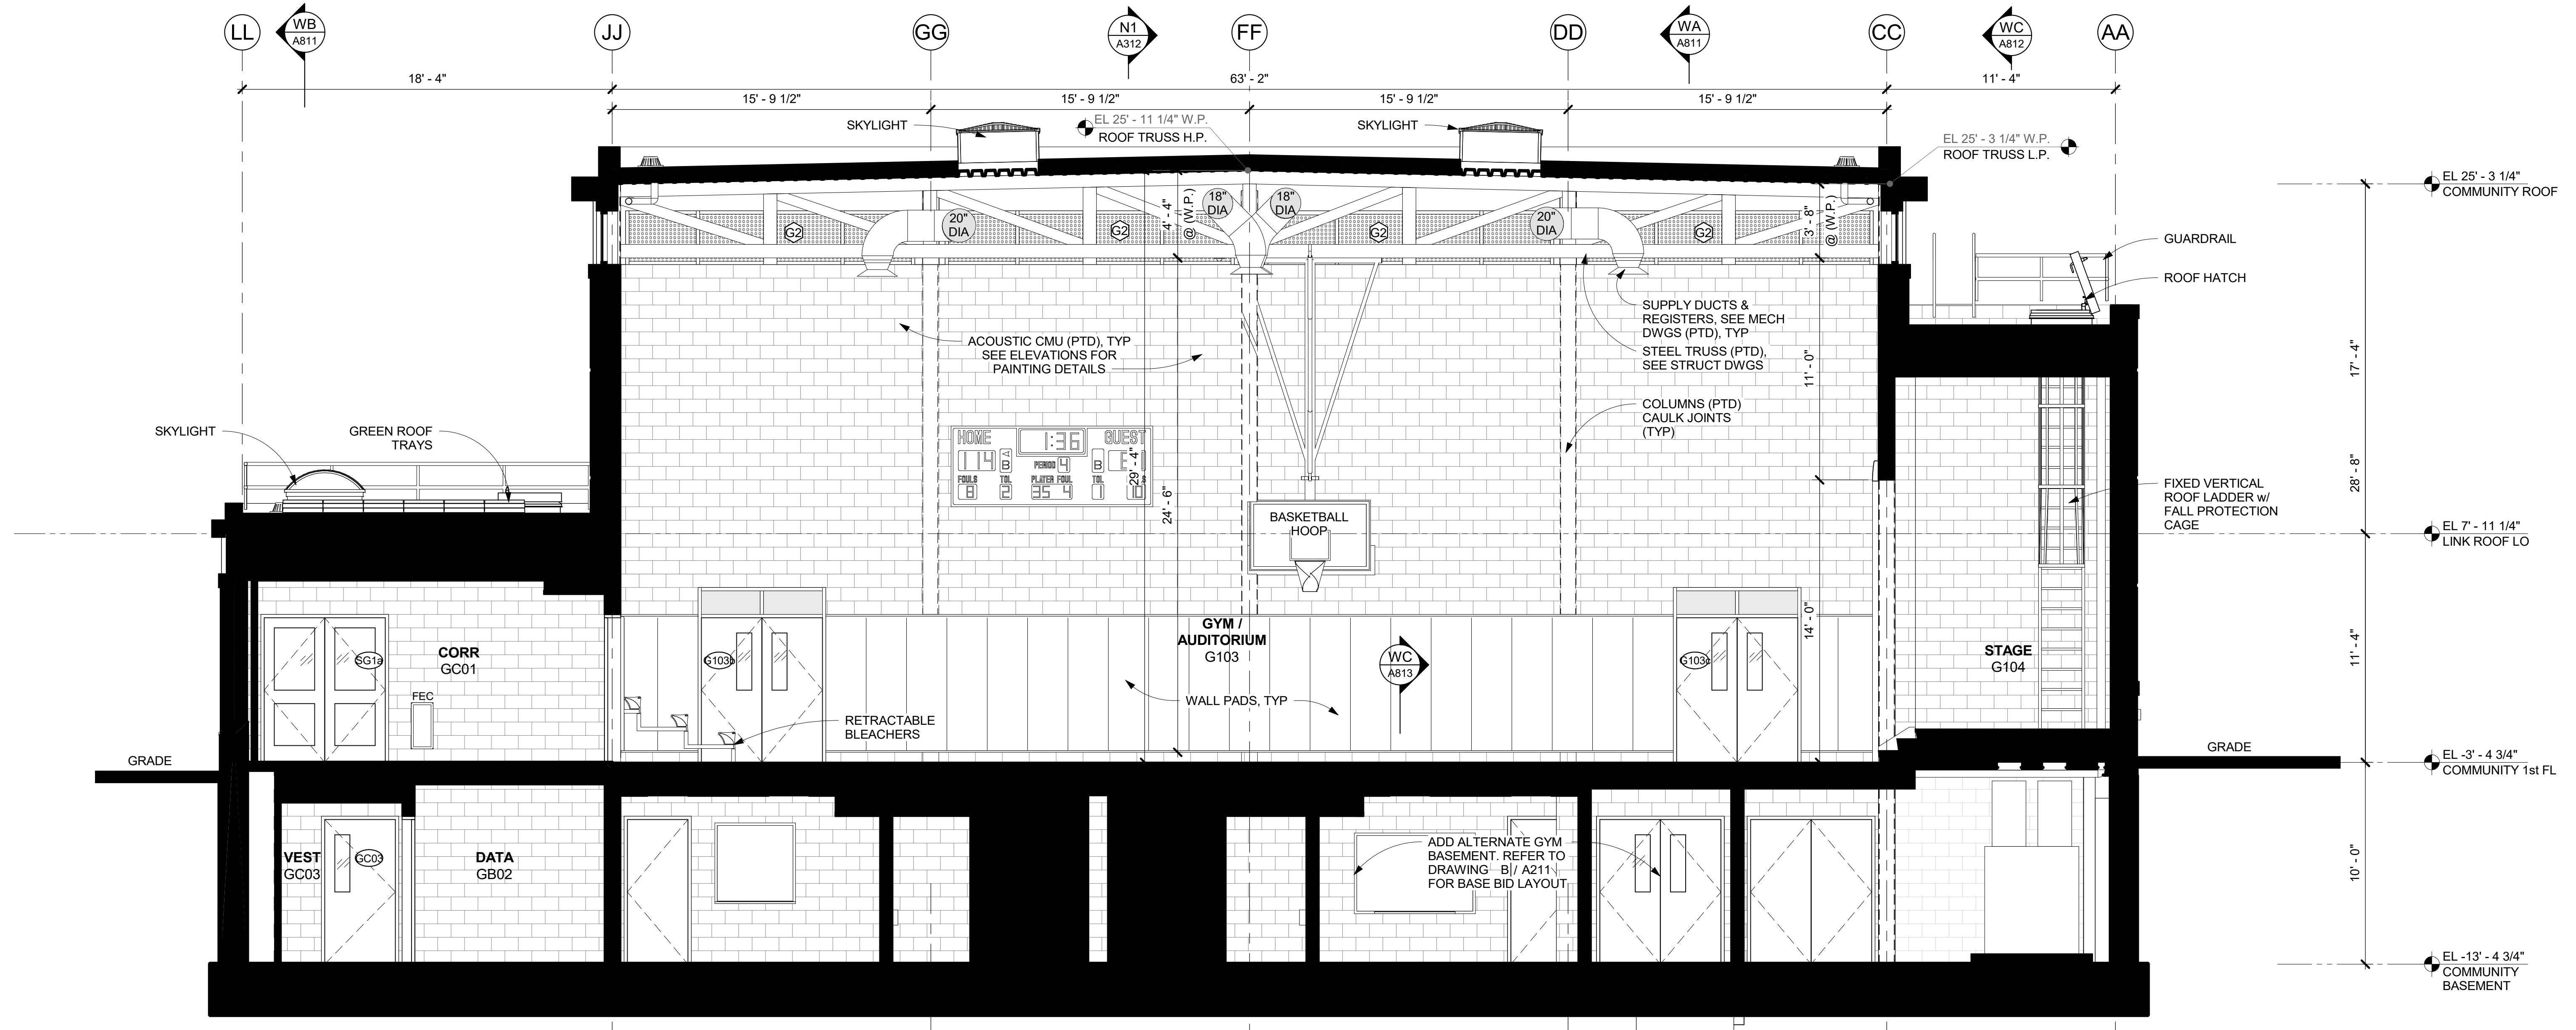 LL
WB
A811
JJ
GG
N1
A312
FF
DD
WA
A811
CC
WC
A812
AA
18' - 4"
63' - 2"
11' - 4"
15' - 9 1/2"
15' - 9 1/2"
15' - 9 1/2"
15' - 9 1/2"
SKYLIGHT
EL 25' - 11 1/4" W.P.
ROOF TRUSS H.P.
SKYLIGHT
EL 25' - 3 1/4" W.P.
ROOF TRUSS L.P.
EL 25' - 3 1/4"
COMMUNITY ROOF
18"
DIA
18"
DIA
20"
DIA
20"
DIA
G2
G2
G2
G2
4' - 4"
@ (W.P.)
3' - 8"
@ (W.P.)
GUARDRAIL
ROOF HATCH
SUPPLY DUCTS &
REGISTERS, SEE MECH
DWGS (PTD), TYP
STEEL TRUSS (PTD),
SEE STRUCT DWGS
ACOUSTIC CMU (PTD), TYP
SEE ELEVATIONS FOR
PAINTING DETAILS
11' - 0"
17' - 4"
COLUMNS (PTD)
CAULK JOINTS
(TYP)
SKYLIGHT
GREEN ROOF
TRAYS
HOME
1:36
GUEST
114
B
PERIOD
4
B
FOULS
TOL
PLAYER FOUL
TOL
8
2
35 4
1
10
29' - 4"
24' - 6"
28' - 8"
FIXED VERTICAL
ROOF LADDER w/
FALL PROTECTION
CAGE
BASKETBALL
HOOP
EL 7' - 11 1/4"
LINK ROOF LO
14' - 0"
11' - 4"
GYM /
AUDITORIUM
G103
CORR
GC01
SG1a
FEC
G103b
WC
A813
G103c
STAGE
G104
WALL PADS, TYP
RETRACTABLE
BLEACHERS
GRADE
GRADE
EL -3' - 4 3/4"
COMMUNITY 1st FL
VEST
GC03
GC03
DATA
GB02
ADD ALTERNATE GYM
BASEMENT. REFER TO
DRAWING B / A211
FOR BASE BID LAYOUT
10' - 0"
EL -13' - 4 3/4"
COMMUNITY
BASEMENT